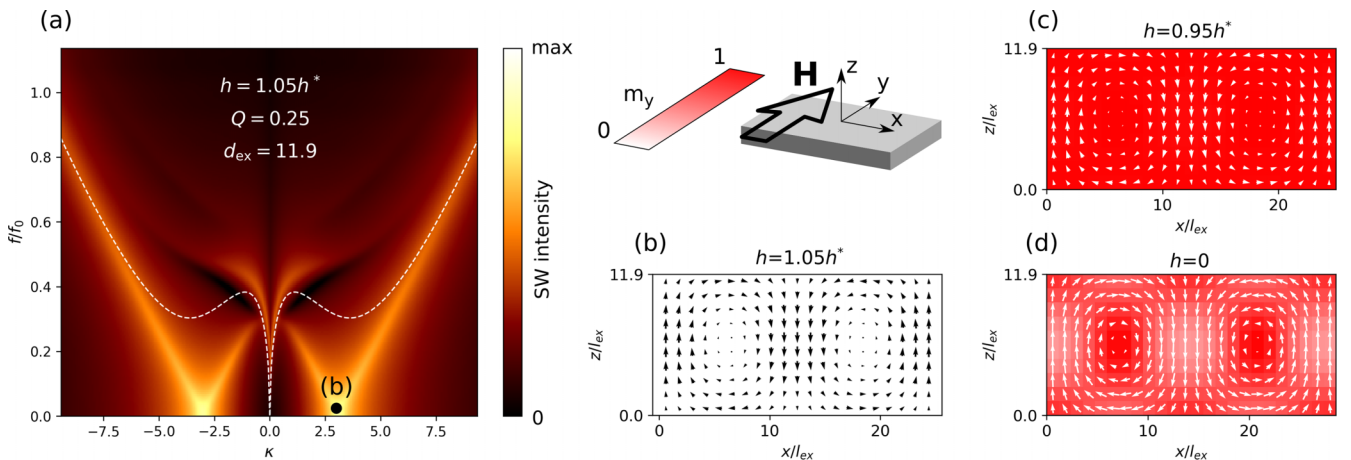 (a)
max
h = 1.05h*
Q = 0.25
d_ex = 11.9
1.0
0.8
0.6
0.4
0.2
0.0
f/f_0
−7.5
−5.0
−2.5
0.0
2.5
5.0
7.5
κ
(b)
SW intensity
0
1
m_y
0
H
z
y
x
(b)
h=1.05h*
11.9
z/l_ex
0.0
0
10
20
x/l_ex
(c)
h=0.95h*
11.9
z/l_ex
0.0
0
10
20
x/l_ex
(d)
h=0
11.9
z/l_ex
0.0
0
10
20
x/l_ex